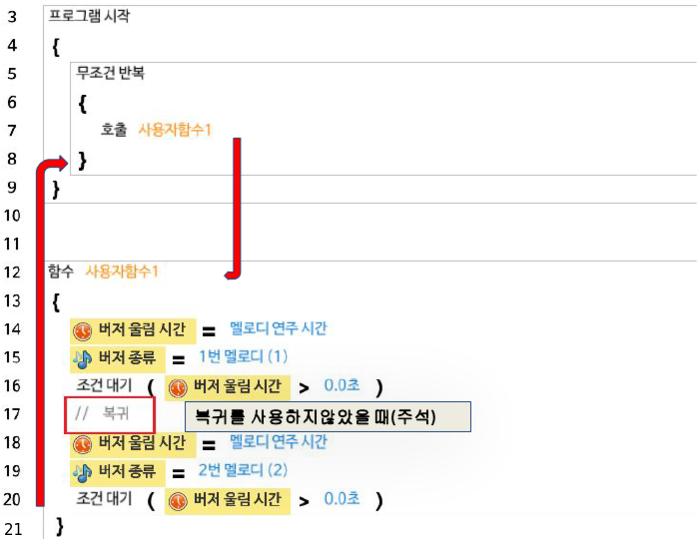 3 프로그램 시작
4 {
5 무조건 반복
6 {
7 호출 사용자함수1
8 }
9 }
10
11
12 함수 사용자함수1
13 {
14 버저 울림 시간 = 멜로디 연주 시간
15 버저 종류 = 1번 멜로디 (1)
16 조건 대기 ( 버저 울림 시간 > 0.0초 )
17 // 복귀 복귀를 사용하지않았을 때(주석)
18 버저 울림 시간 = 멜로디 연주 시간
19 버저 종류 = 2번 멜로디 (2)
20 조건 대기 ( 버저 울림 시간 > 0.0초 )
21 }